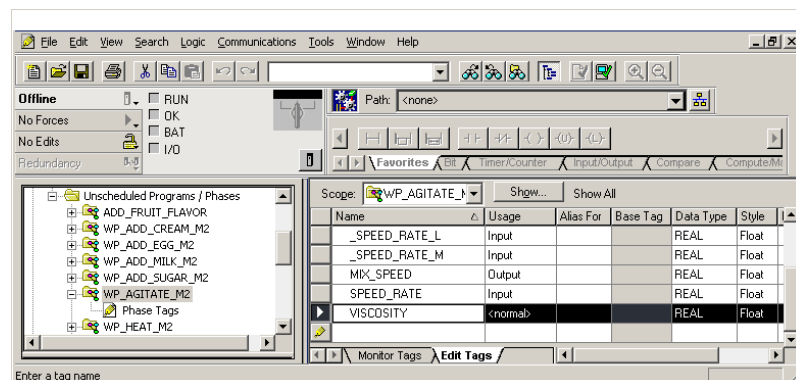 File Edit View Search Logic Communications Tools Window Help
Offline
RUN
No Forces
OK
No Edits
BAT
Redundancy
I/O
Path: <none>
Favorites Bit Timer/Counter Input/Output Compare Compute/M
Unscheduled Programs / Phases
ADD_FRUIT_FLAVOR
WP_ADD_CREAM_M2
WP_ADD_EGG_M2
WP_ADD_MILK_M2
WP_ADD_SUGAR_M2
WP_AGITATE_M2
Phase Tags
WP_HEAT_M2
Scope: WP_AGITATE_M Show... Show All
Name Usage Alias For Base Tag Data Type Style
_SPEED_RATE_L Input REAL Float
_SPEED_RATE_M Input REAL Float
MIX_SPEED Output REAL Float
SPEED_RATE Input REAL Float
VISCOSITY <normal> REAL Float
Monitor Tags Edit Tags
Enter a tag name